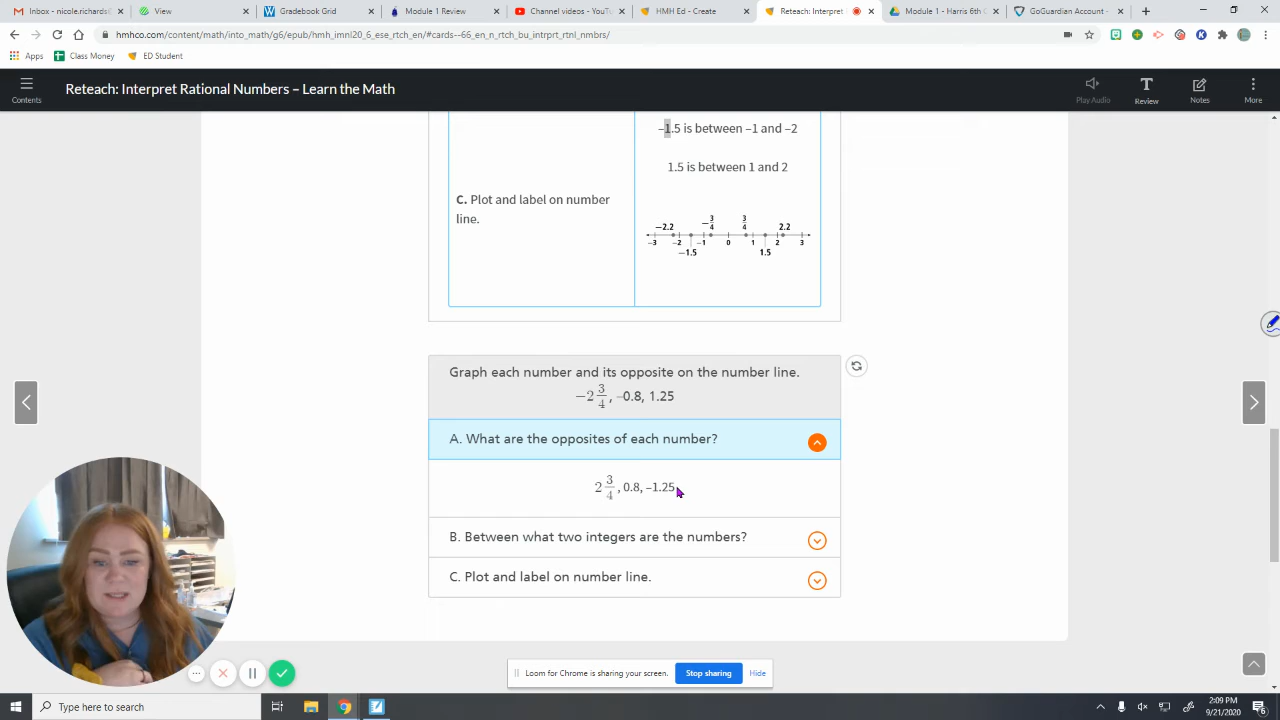 Inbox - nicole.richardso
View
Gradebook Grid
Module 1 Review
Youth Channel videos - YouTu
HMH Ed - Create
Reteach: Interpret
Module 1 - Harris 6th C
GoGuardian Account -
hmhco.com/content/math/into_math/g6/epub/hmh_imnl20_6_ese_rtch_en/#cards--66_en_n_rtch_bu_intrprt_rtnl_nmbrs/
Apps
Class Money
ED Student
Contents
Reteach: Interpret Rational Numbers – Learn the Math
Play Audio
Review
Notes
More
–1.5 is between –1 and –2
1.5 is between 1 and 2
C. Plot and label on number
line.
−2.2 −3/4 3/4 2.2
−3 −2 −1 0 1 2 3
−1.5 1.5
Graph each number and its opposite on the number line.
−2 3/4, –0.8, 1.25
A. What are the opposites of each number?
2 3/4, 0.8, –1.25
B. Between what two integers are the numbers?
C. Plot and label on number line.
Loom for Chrome is sharing your screen.
Stop sharing
Hide
Type here to search
2:09 PM
9/21/2020
6